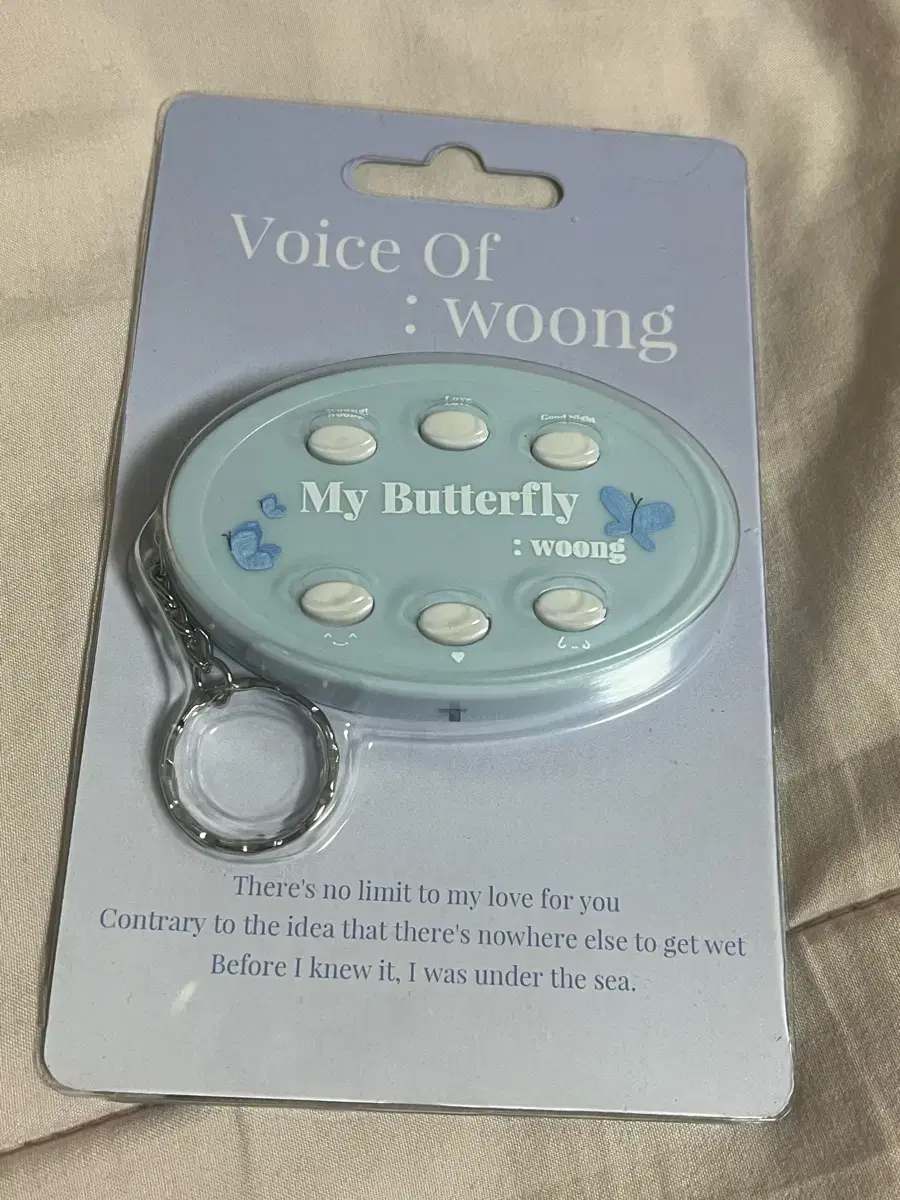 Voice Of
: woong
Love
Good Night
My Butterfly
: woong
There's no limit to my love for you
Contrary to the idea that there's nowhere else to get wet
Before I knew it, I was under the sea.